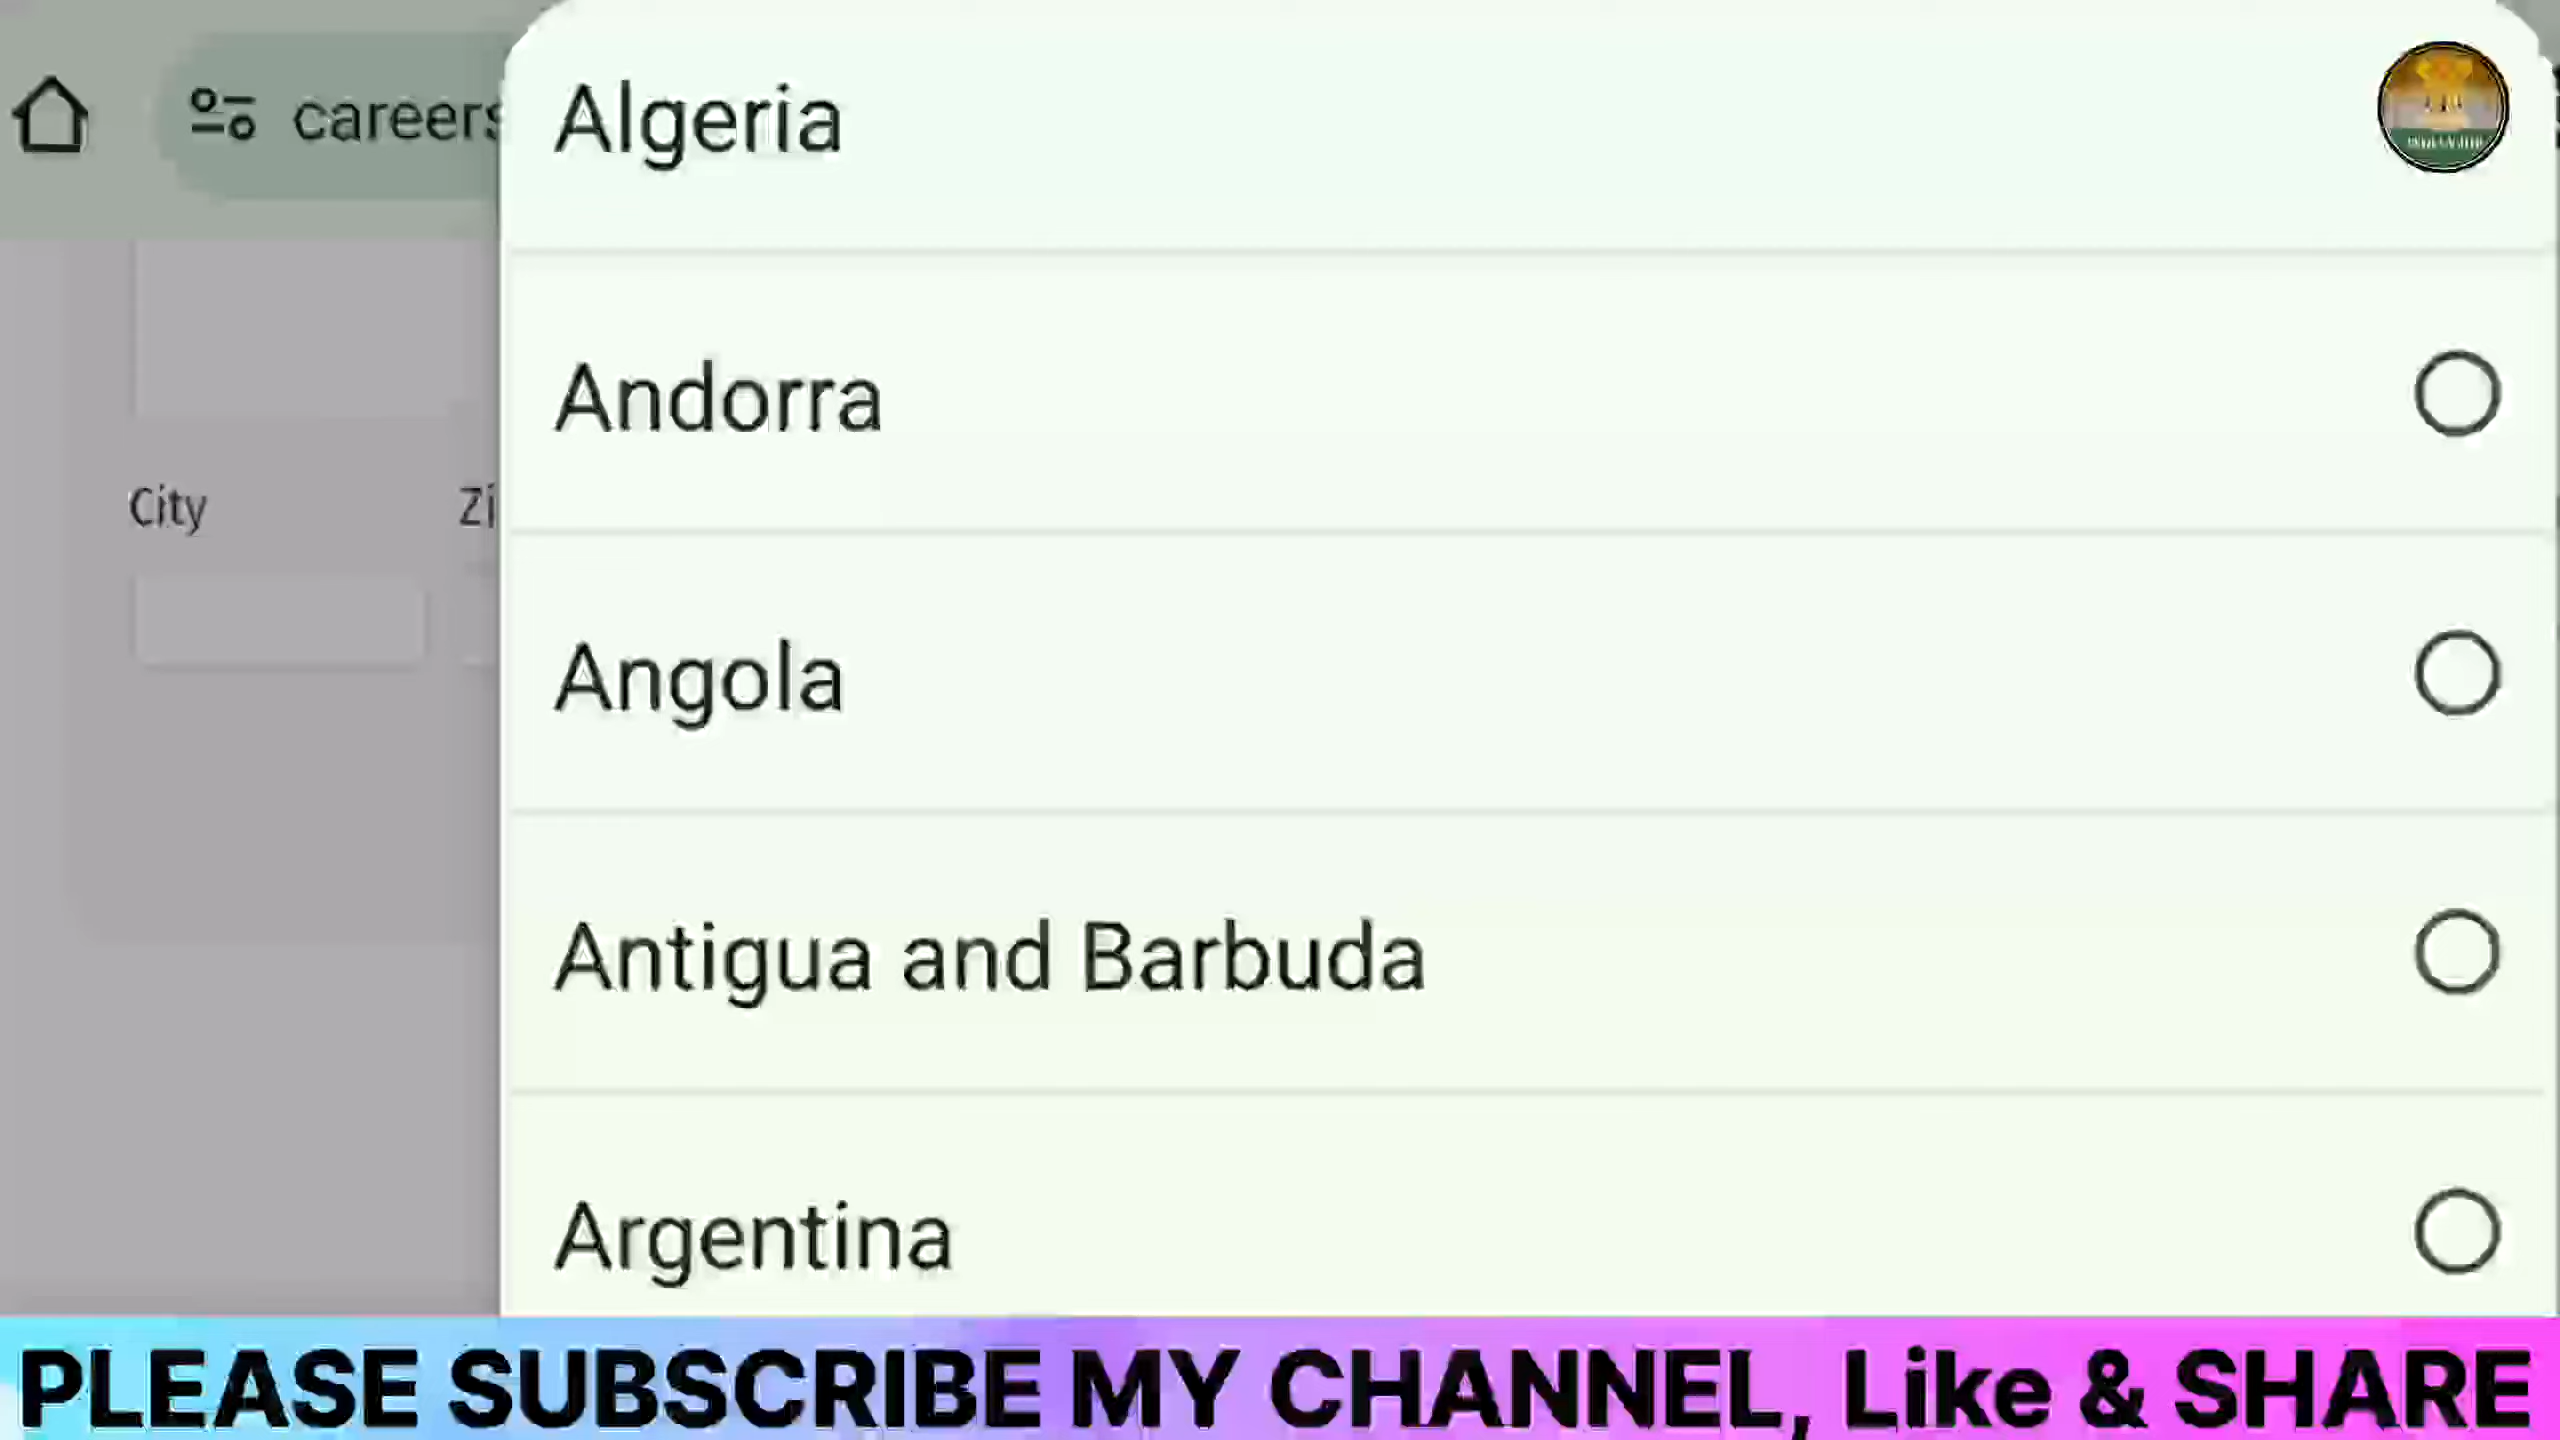 careers
Algeria
Andorra
City
Zi
Angola
Antigua and Barbuda
Argentina
PLEASE SUBSCRIBE MY CHANNEL, Like & SHARE